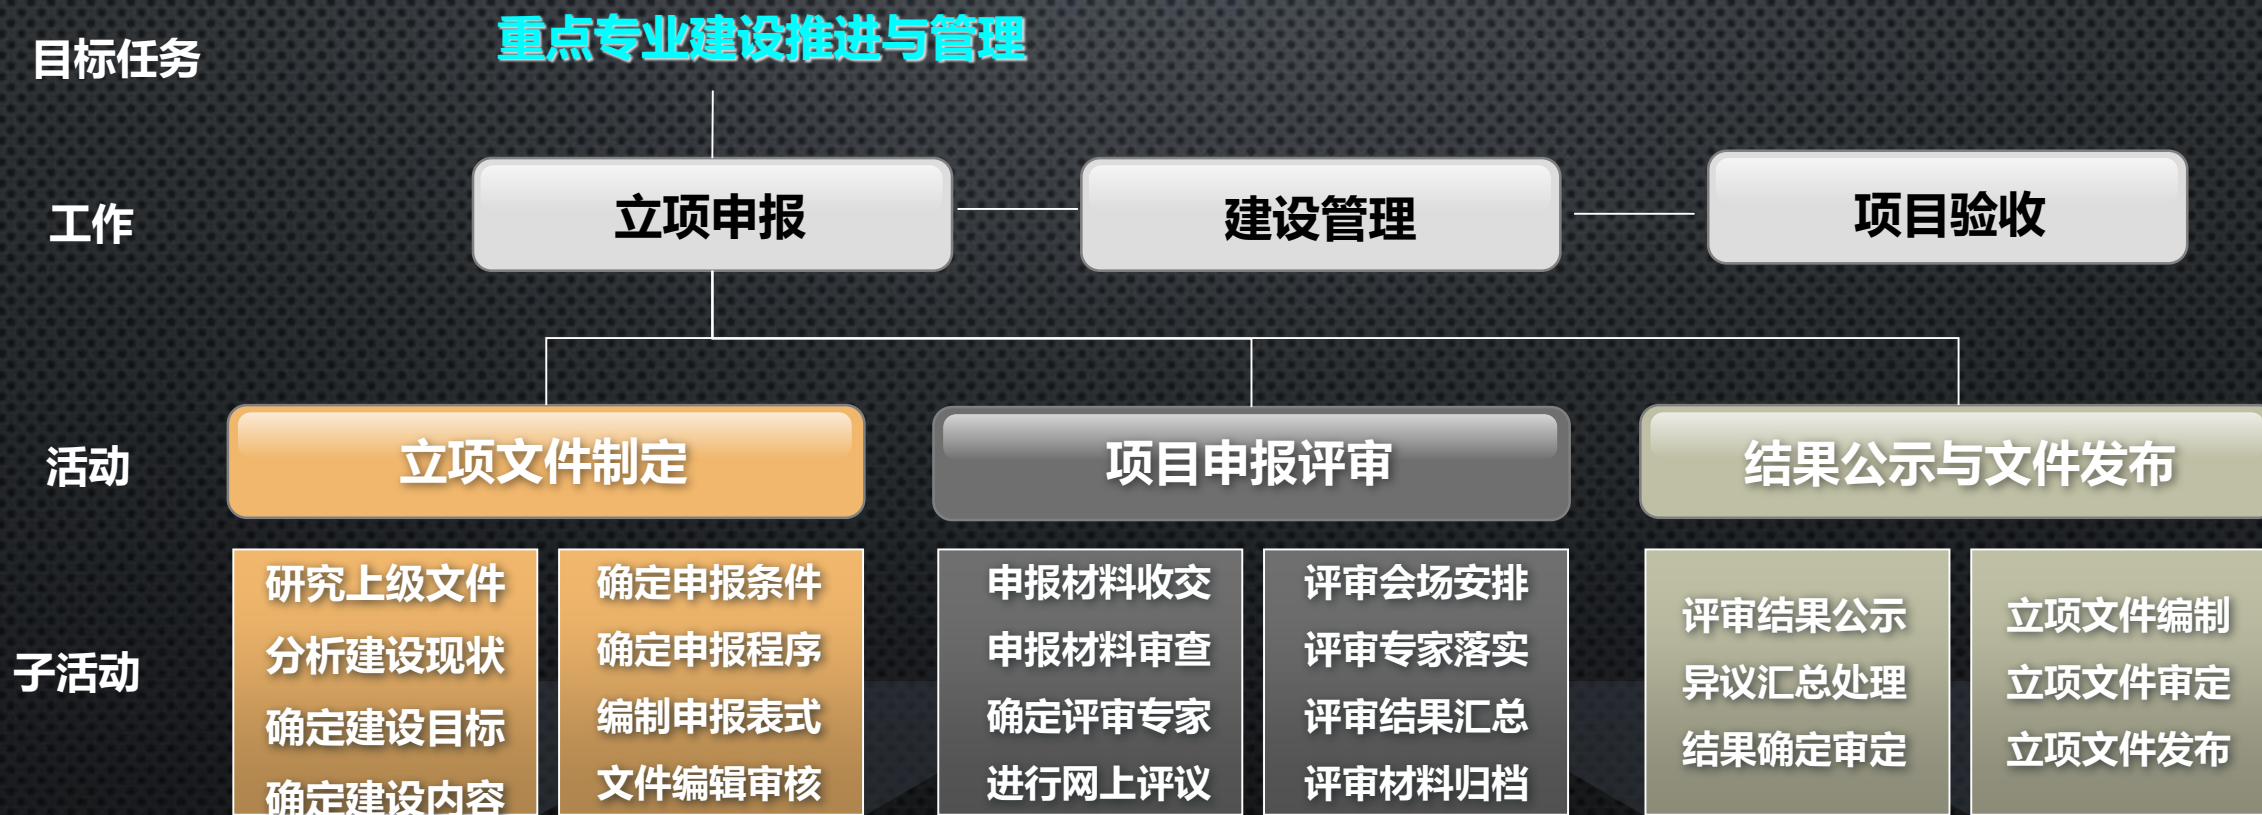 重点专业建设推进与管理
目标任务
工作
立项申报
建设管理
项目验收
活动
立项文件制定
项目申报评审
结果公示与文件发布
子活动
研究上级文件
分析建设现状
确定建设目标
确定建设内容
确定申报条件
确定申报程序
编制申报表式
文件编辑审核
申报材料收交
申报材料审查
确定评审专家
进行网上评议
评审会场安排
评审专家落实
评审结果汇总
评审材料归档
评审结果公示
异议汇总处理
结果确定审定
立项文件编制
立项文件审定
立项文件发布